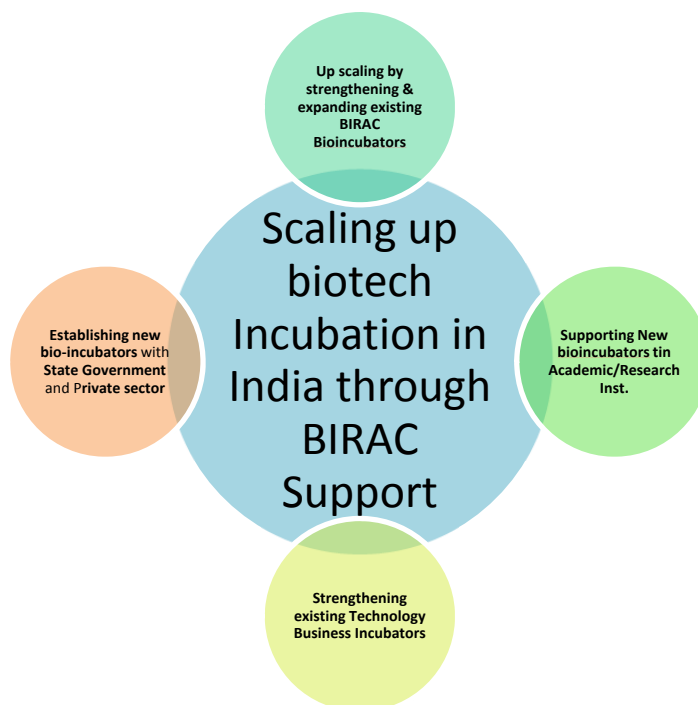 Up scaling by
strengthening &
expanding existing
BIRAC
Bioincubators
Scaling up
biotech
Incubation in
India through
BIRAC
Support
Establishing new
bio-incubators with
State Government
and Private sector
Supporting New
bioincubators tin
Academic/Research
Inst.
Strengthening
existing Technology
Business Incubators